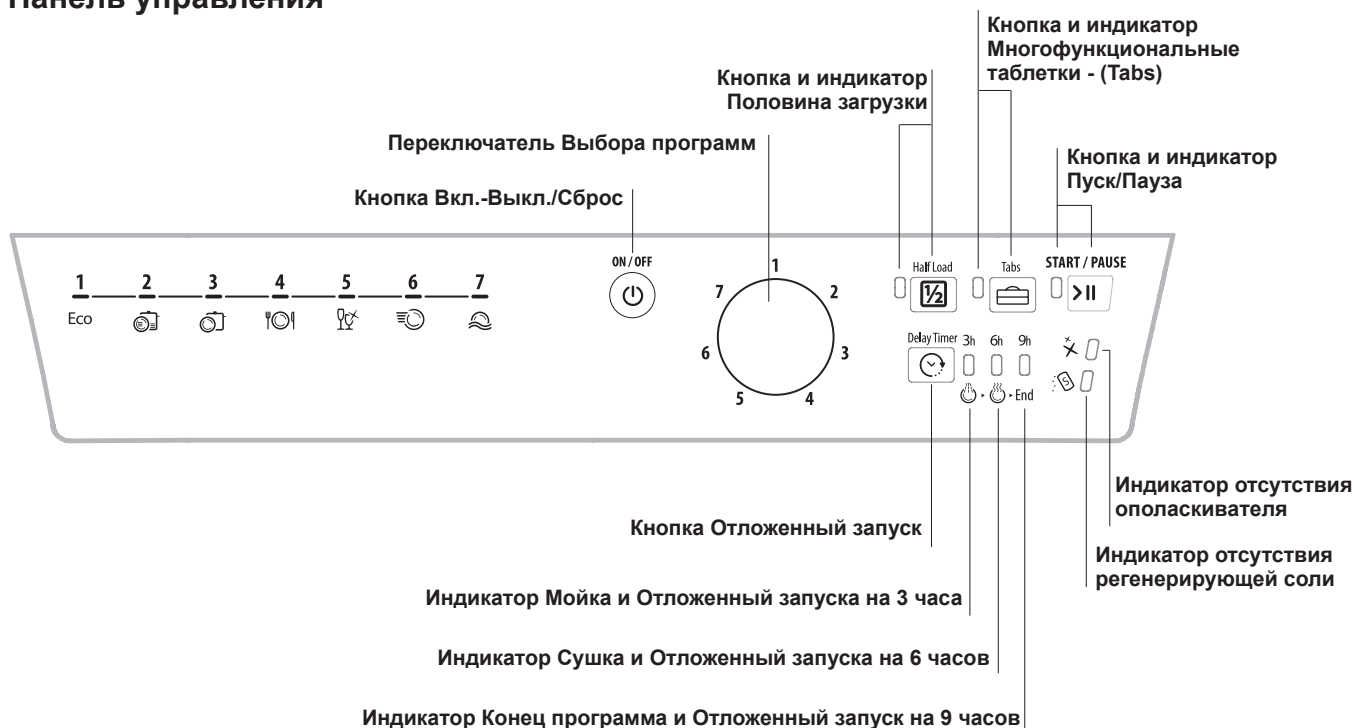 Панель управления
Кнопка и индикатор
Многофункциональные
таблетки - (Tabs)
Кнопка и индикатор
Половина загрузки
Переключатель Выбора программ
Кнопка и индикатор
Пуск/Пауза
Кнопка Вкл.-Выкл./Сброс
1 2 3 4 5 6 7
Eco
ON / OFF
1
2
3
4
5
6
7
Half Load
1/2
Tabs
START / PAUSE
Delay Timer 3h 6h 9h
S
End
Индикатор отсутствия
ополаскивателя
Кнопка Отложенный запуск
Индикатор отсутствия
регенерирующей соли
Индикатор Мойка и Отложенный запуска на 3 часа
Индикатор Сушка и Отложенный запуска на 6 часов
Индикатор Конец программа и Отложенный запуск на 9 часов